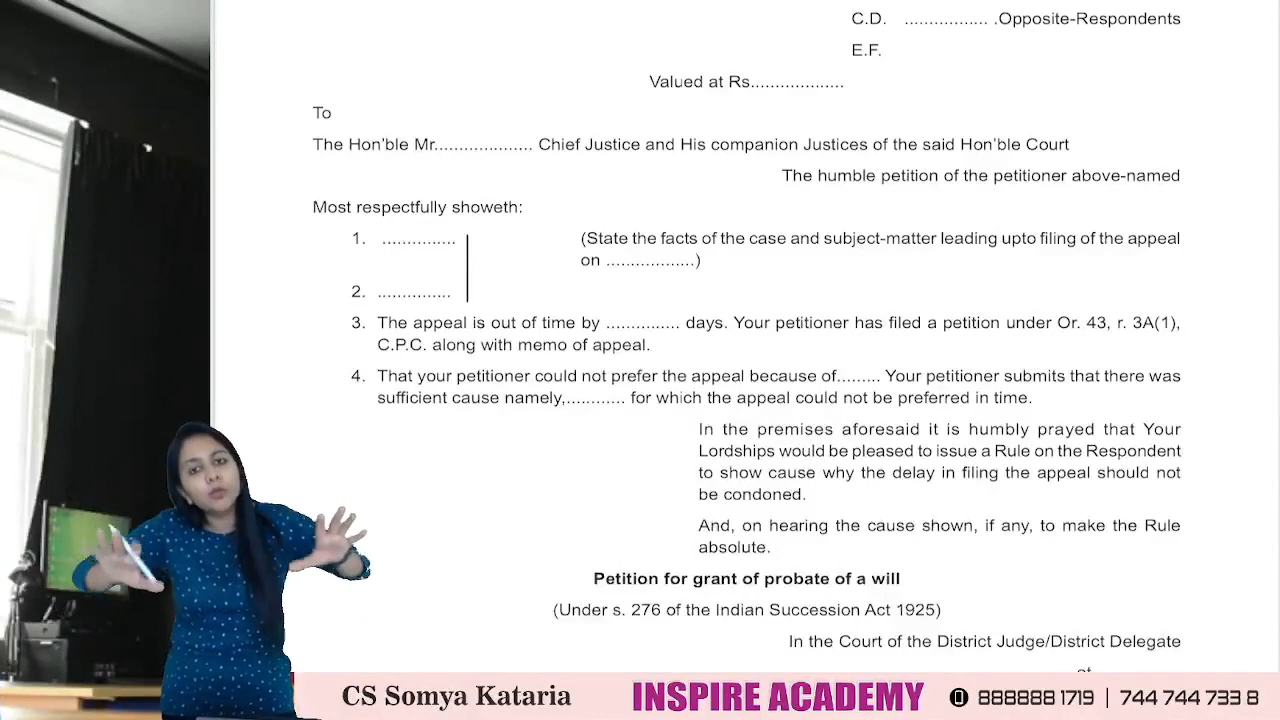 C.D. ................. .Opposite-Respondents
E.F.
Valued at Rs...................
To
The Hon'ble Mr.................... Chief Justice and His companion Justices of the said Hon'ble Court
The humble petition of the petitioner above-named
Most respectfully showeth:
1. ............... (State the facts of the case and subject-matter leading upto filing of the appeal
on ..................)
2. ...............
3. The appeal is out of time by ............... days. Your petitioner has filed a petition under Or. 43, r. 3A(1),
C.P.C. along with memo of appeal.
4. That your petitioner could not prefer the appeal because of......... Your petitioner submits that there was
sufficient cause namely,............ for which the appeal could not be preferred in time.
In the premises aforesaid it is humbly prayed that Your
Lordships would be pleased to issue a Rule on the Respondent
to show cause why the delay in filing the appeal should not
be condoned.
And, on hearing the cause shown, if any, to make the Rule
absolute.
Petition for grant of probate of a will
(Under s. 276 of the Indian Succession Act 1925)
In the Court of the District Judge/District Delegate
CS Somya Kataria INSPIRE ACADEMY 888888 1719 | 744 744 733 8